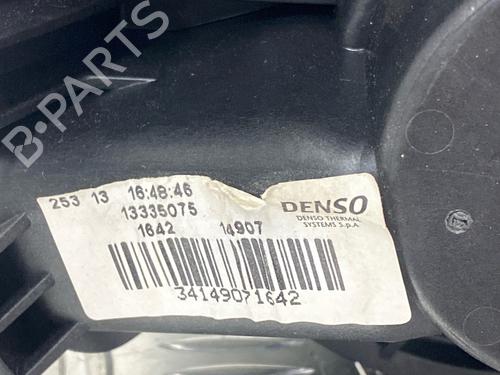 B-PARTS
253 13 16:48:46
13335075
1642 14907
DENSO
DENSO THERMAL
SYSTEMS S.p.A
34149071642